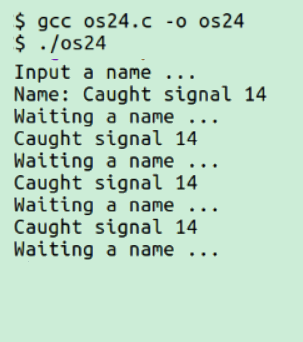 $ gcc os24.c -o os24
$ ./os24
Input a name ...
Name: Caught signal 14
Waiting a name ...
Caught signal 14
Waiting a name ...
Caught signal 14
Waiting a name ...
Caught signal 14
Waiting a name ...